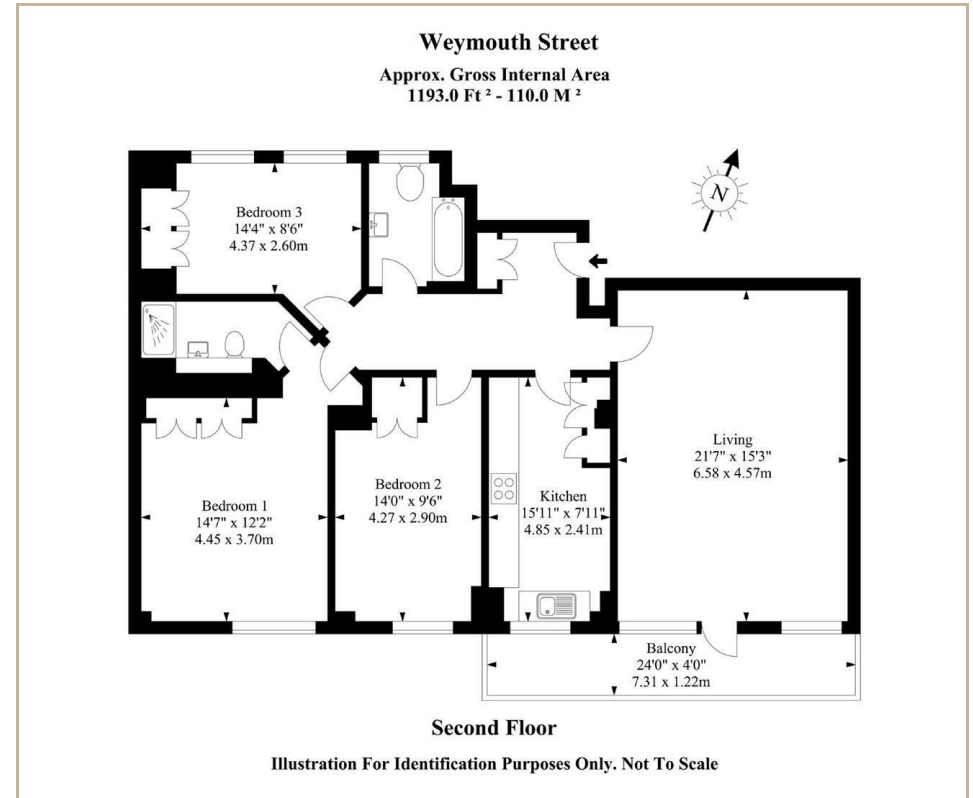 Weymouth Street
Approx. Gross Internal Area
1193.0 Ft ² - 110.0 M ²
N
Bedroom 3
14'4" x 8'6"
4.37 x 2.60m
Living
21'7" x 15'3"
6.58 x 4.57m
Bedroom 2
14'0" x 9'6"
4.27 x 2.90m
Kitchen
15'11" x 7'11"
4.85 x 2.41m
Bedroom 1
14'7" x 12'2"
4.45 x 3.70m
Balcony
24'0" x 4'0"
7.31 x 1.22m
Second Floor
Illustration For Identification Purposes Only. Not To Scale